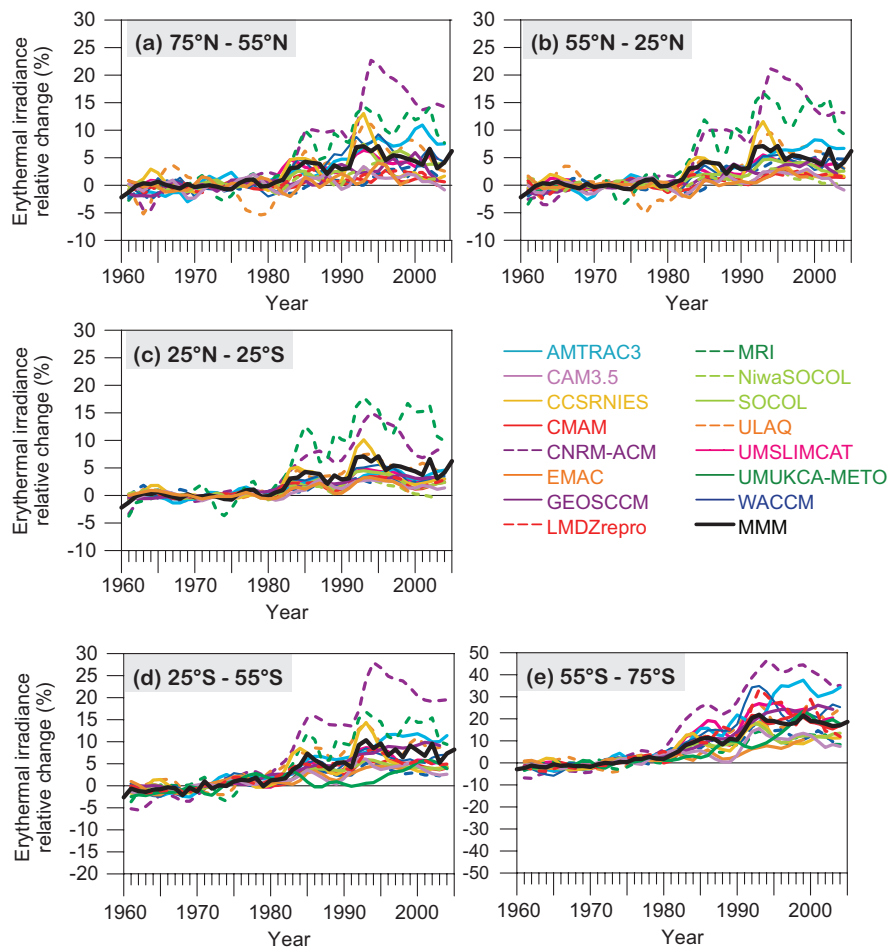 (a) 75°N - 55°N
Erythermal irradiance
relative change (%)
30
25
20
15
10
5
0
-5
-10
1960 1970 1980 1990 2000
Year
(b) 55°N - 25°N
30
25
20
15
10
5
0
-5
-10
1960 1970 1980 1990 2000
Year
(c) 25°N - 25°S
Erythermal irradiance
relative change (%)
30
25
20
15
10
5
0
-5
-10
1960 1970 1980 1990 2000
Year
AMTRAC3
CAM3.5
CCSRNIES
CMAM
CNRM-ACM
EMAC
GEOSCCM
LMDZrepro
MRI
NiwaSOCOL
SOCOL
ULAQ
UMSLIMCAT
UMUKCA-METO
WACCM
MMM
(d) 25°S - 55°S
Erythermal irradiance
relative change (%)
30
25
20
15
10
5
0
-5
-10
-15
-20
1960 1970 1980 1990 2000
Year
(e) 55°S - 75°S
50
40
30
20
10
0
-10
-20
-30
-40
-50
1960 1970 1980 1990 2000
Year